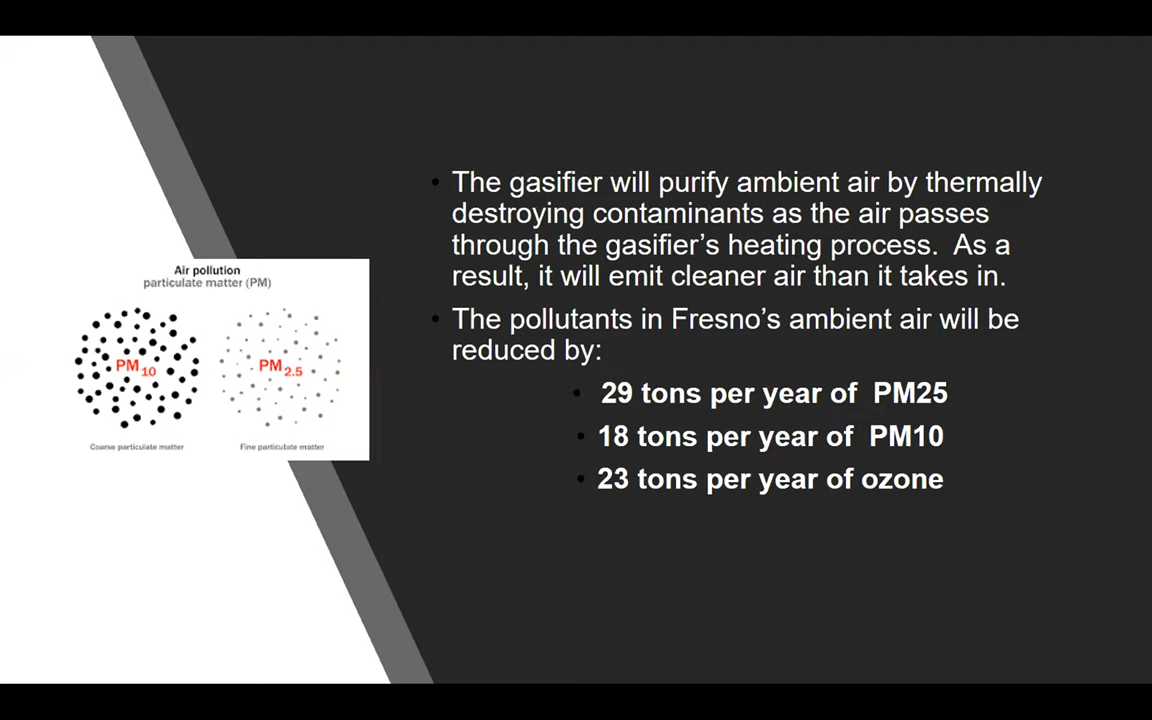 • The gasifier will purify ambient air by thermally
destroying contaminants as the air passes
through the gasifier’s heating process.  As a
result, it will emit cleaner air than it takes in.
• The pollutants in Fresno’s ambient air will be
reduced by:
• 29 tons per year of  PM25
• 18 tons per year of  PM10
• 23 tons per year of ozone
Air pollution
particulate matter (PM)
PM10
PM2.5
Coarse particulate matter
Fine particulate matter